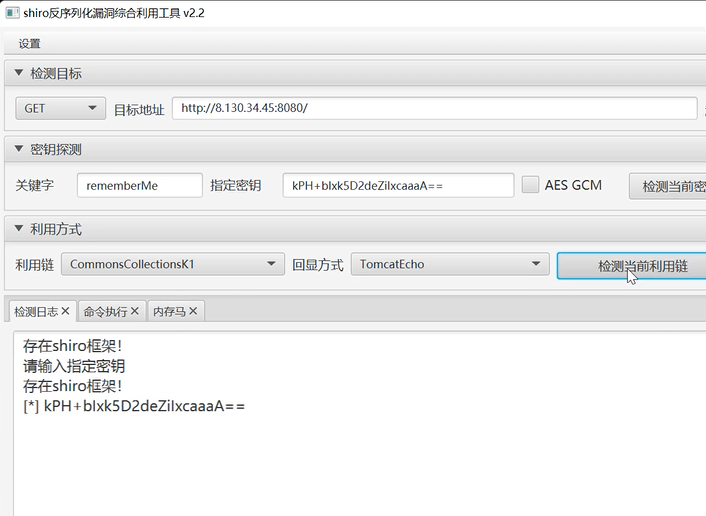 shiro反序列化漏洞综合利用工具 v2.2
设置
检测目标
GET 目标地址 http://8.130.34.45:8080/
密钥探测
关键字 rememberMe 指定密钥 kPH+bIxk5D2deZiIxcaaaA== AES GCM 检测当前密
利用方式
利用链 CommonsCollectionsK1 回显方式 TomcatEcho 检测当前利用链
检测日志 命令执行 内存马
存在shiro框架!
请输入指定密钥
存在shiro框架!
[*] kPH+bIxk5D2deZiIxcaaaA==